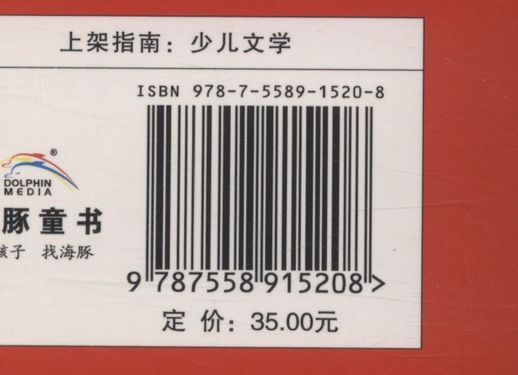 上架指南：少儿文学
ISBN 978-7-5589-1520-8
®
DOLPHIN
MEDIA
豚童书
孩子 找海豚
9 787558 915208 >
定 价：35.00元